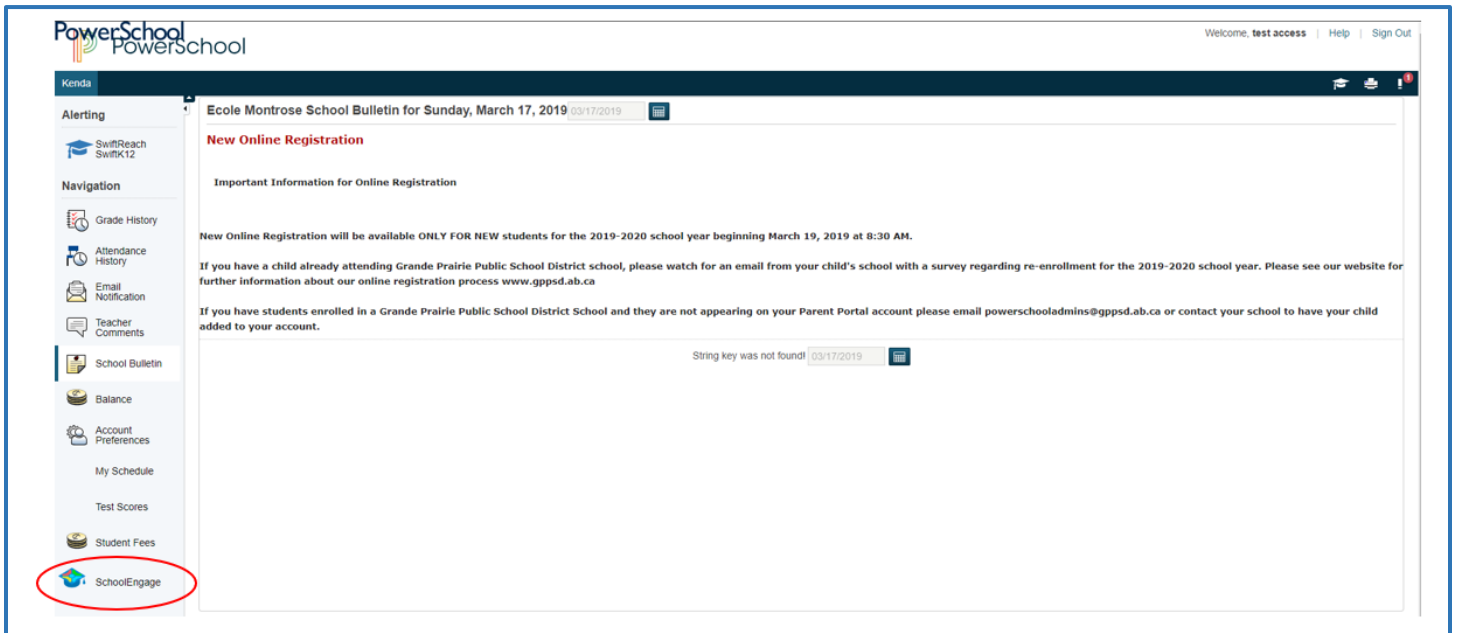 PowerSchool
PowerSchool
Welcome, test access | Help | Sign Out
Kenda
!1
Alerting
SwiftReach
SwiftK12
Navigation
Grade History
Attendance
History
Email
Notification
Teacher
Comments
School Bulletin
Balance
Account
Preferences
My Schedule
Test Scores
Student Fees
SchoolEngage
Ecole Montrose School Bulletin for Sunday, March 17, 2019 03/17/2019
New Online Registration
Important Information for Online Registration
New Online Registration will be available ONLY FOR NEW students for the 2019-2020 school year beginning March 19, 2019 at 8:30 AM.
If you have a child already attending Grande Prairie Public School District school, please watch for an email from your child's school with a survey regarding re-enrollment for the 2019-2020 school year. Please see our website for
further information about our online registration process www.gppsd.ab.ca
If you have students enrolled in a Grande Prairie Public School District School and they are not appearing on your Parent Portal account please email powerschooladmins@gppsd.ab.ca or contact your school to have your child
added to your account.
String key was not found! 03/17/2019